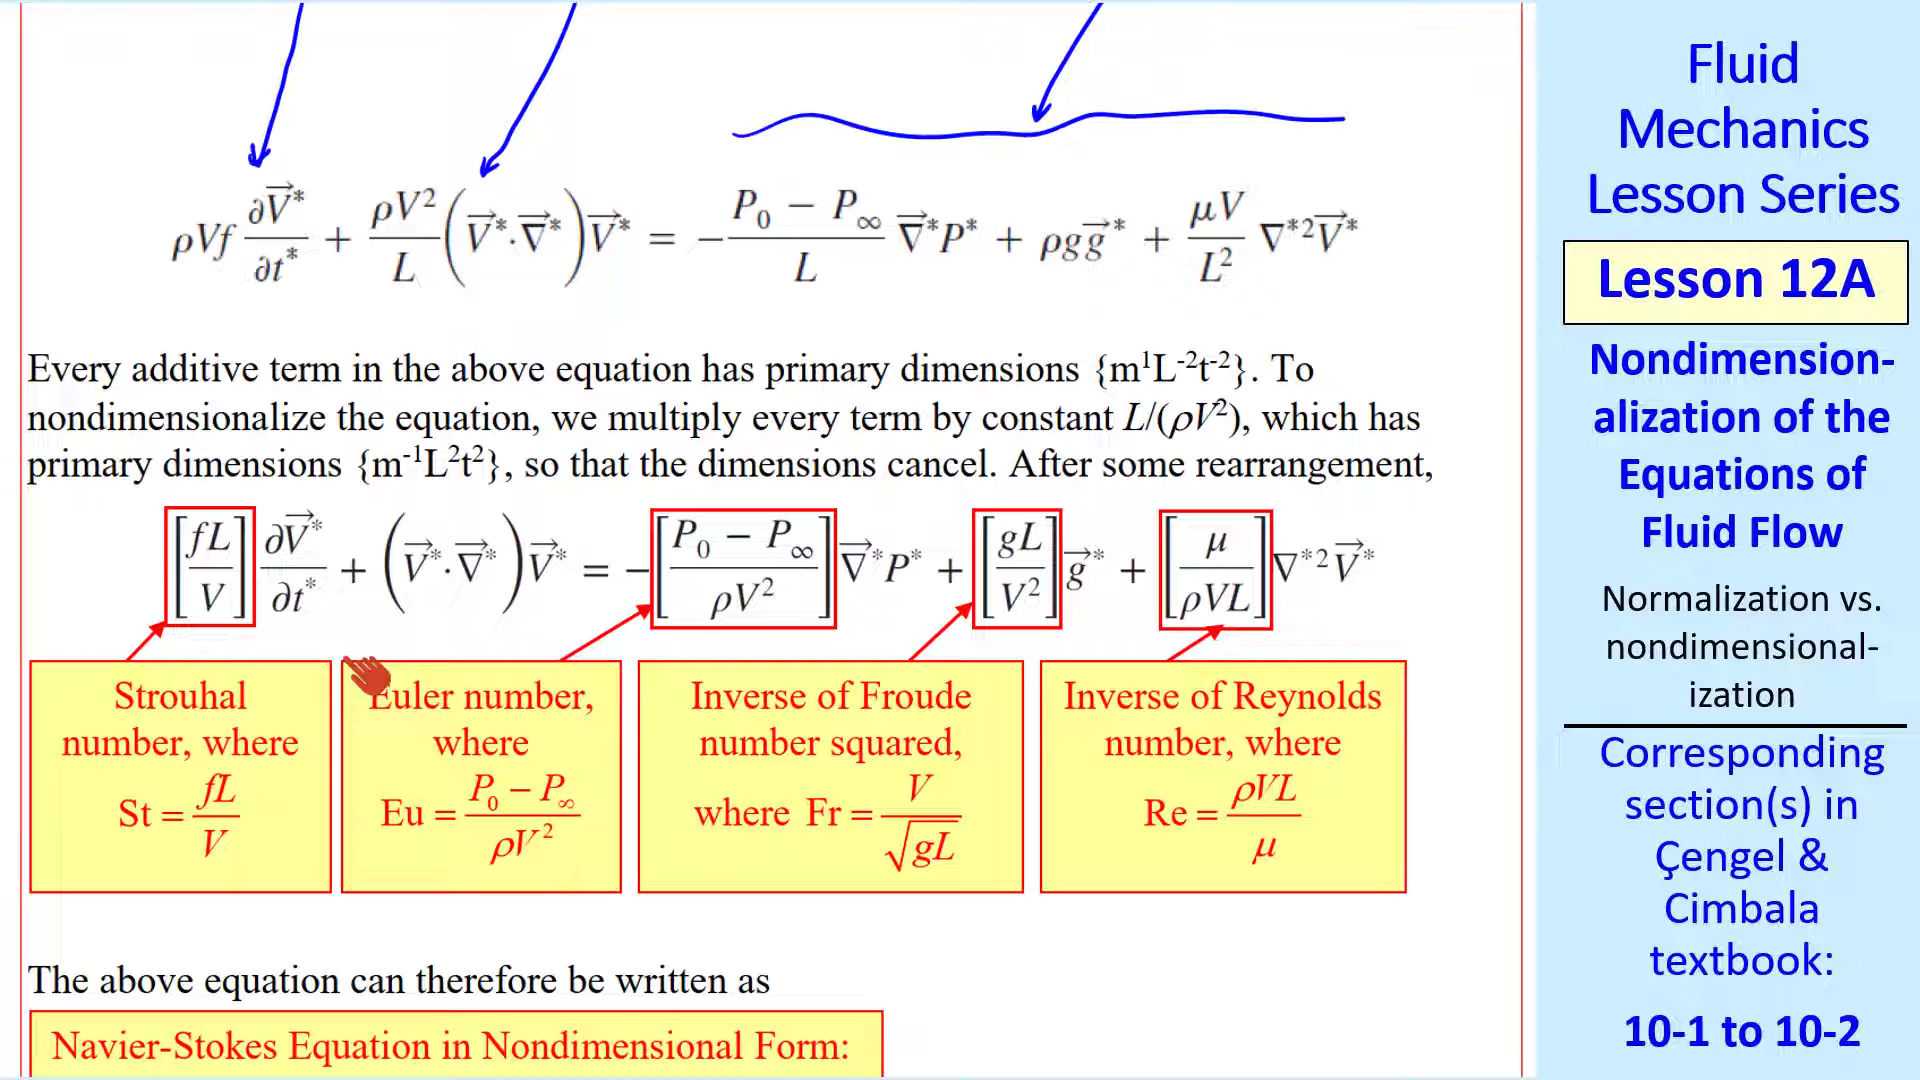 ρVf ∂V⃗*/∂t* + ρV²/L (V⃗*·∇⃗*)V⃗* = −(P₀ − P∞)/L ∇⃗*P* + ρgg⃗* + μV/L² ∇*²V⃗*
Every additive term in the above equation has primary dimensions {m¹L⁻²t⁻²}. To
nondimensionalize the equation, we multiply every term by constant L/(ρV²), which has
primary dimensions {m⁻¹L²t²}, so that the dimensions cancel. After some rearrangement,
[fL/V] ∂V⃗*/∂t* + (V⃗*·∇⃗*)V⃗* = −[(P₀ − P∞)/ρV²] ∇⃗*P* + [gL/V²] g⃗* + [μ/ρVL] ∇*²V⃗*
Strouhal
number, where
St = fL/V
Euler number,
where
Eu = (P₀ − P∞)/ρV²
Inverse of Froude
number squared,
where Fr = V/√gL
Inverse of Reynolds
number, where
Re = ρVL/μ
The above equation can therefore be written as
Navier-Stokes Equation in Nondimensional Form:
Fluid
Mechanics
Lesson Series
Lesson 12A
Nondimension-
alization of the
Equations of
Fluid Flow
Normalization vs.
nondimensional-
ization
Corresponding
section(s) in
Çengel &
Cimbala
textbook:
10-1 to 10-2